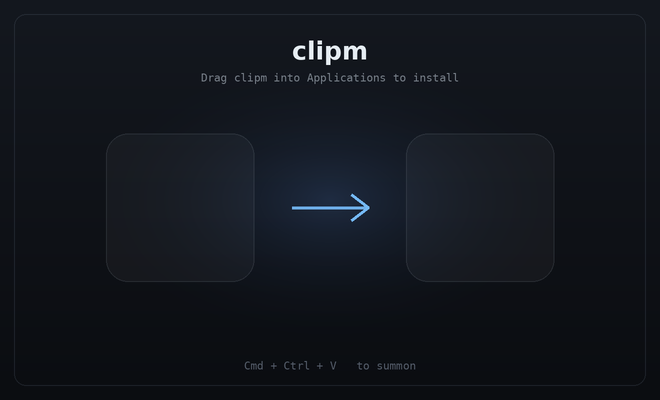 clipm
Drag clipm into Applications to install
Cmd + Ctrl + V   to summon